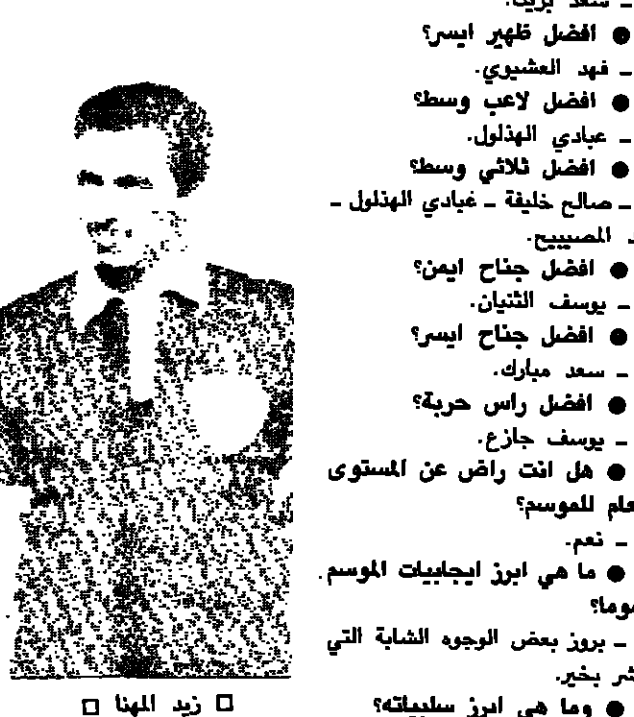 ـ سعد بريك.
● افضل ظهير ايسر؟
ـ فهد العشيوي.
● افضل لاعب وسط؟
ـ عبادي الهذلول.
● افضل ثلاثي وسط؟
ـ صالح خليفة ـ عبادي الهذلول ـ
المصيبيح.
● افضل جناح ايمن؟
ـ يوسف الثنيان.
● افضل جناح ايسر؟
ـ سعد مبارك.
● افضل راس حربة؟
ـ يوسف جازع.
● هل انت راض عن المستوى
للموسم؟
ـ نعم.
● ما هي ابرز ايجابيات الموسم
ـ بروز بعض الوجوه الشابة التي
بخير.
● وما هي ابرز سلبياته؟
□ زيد المهنا □